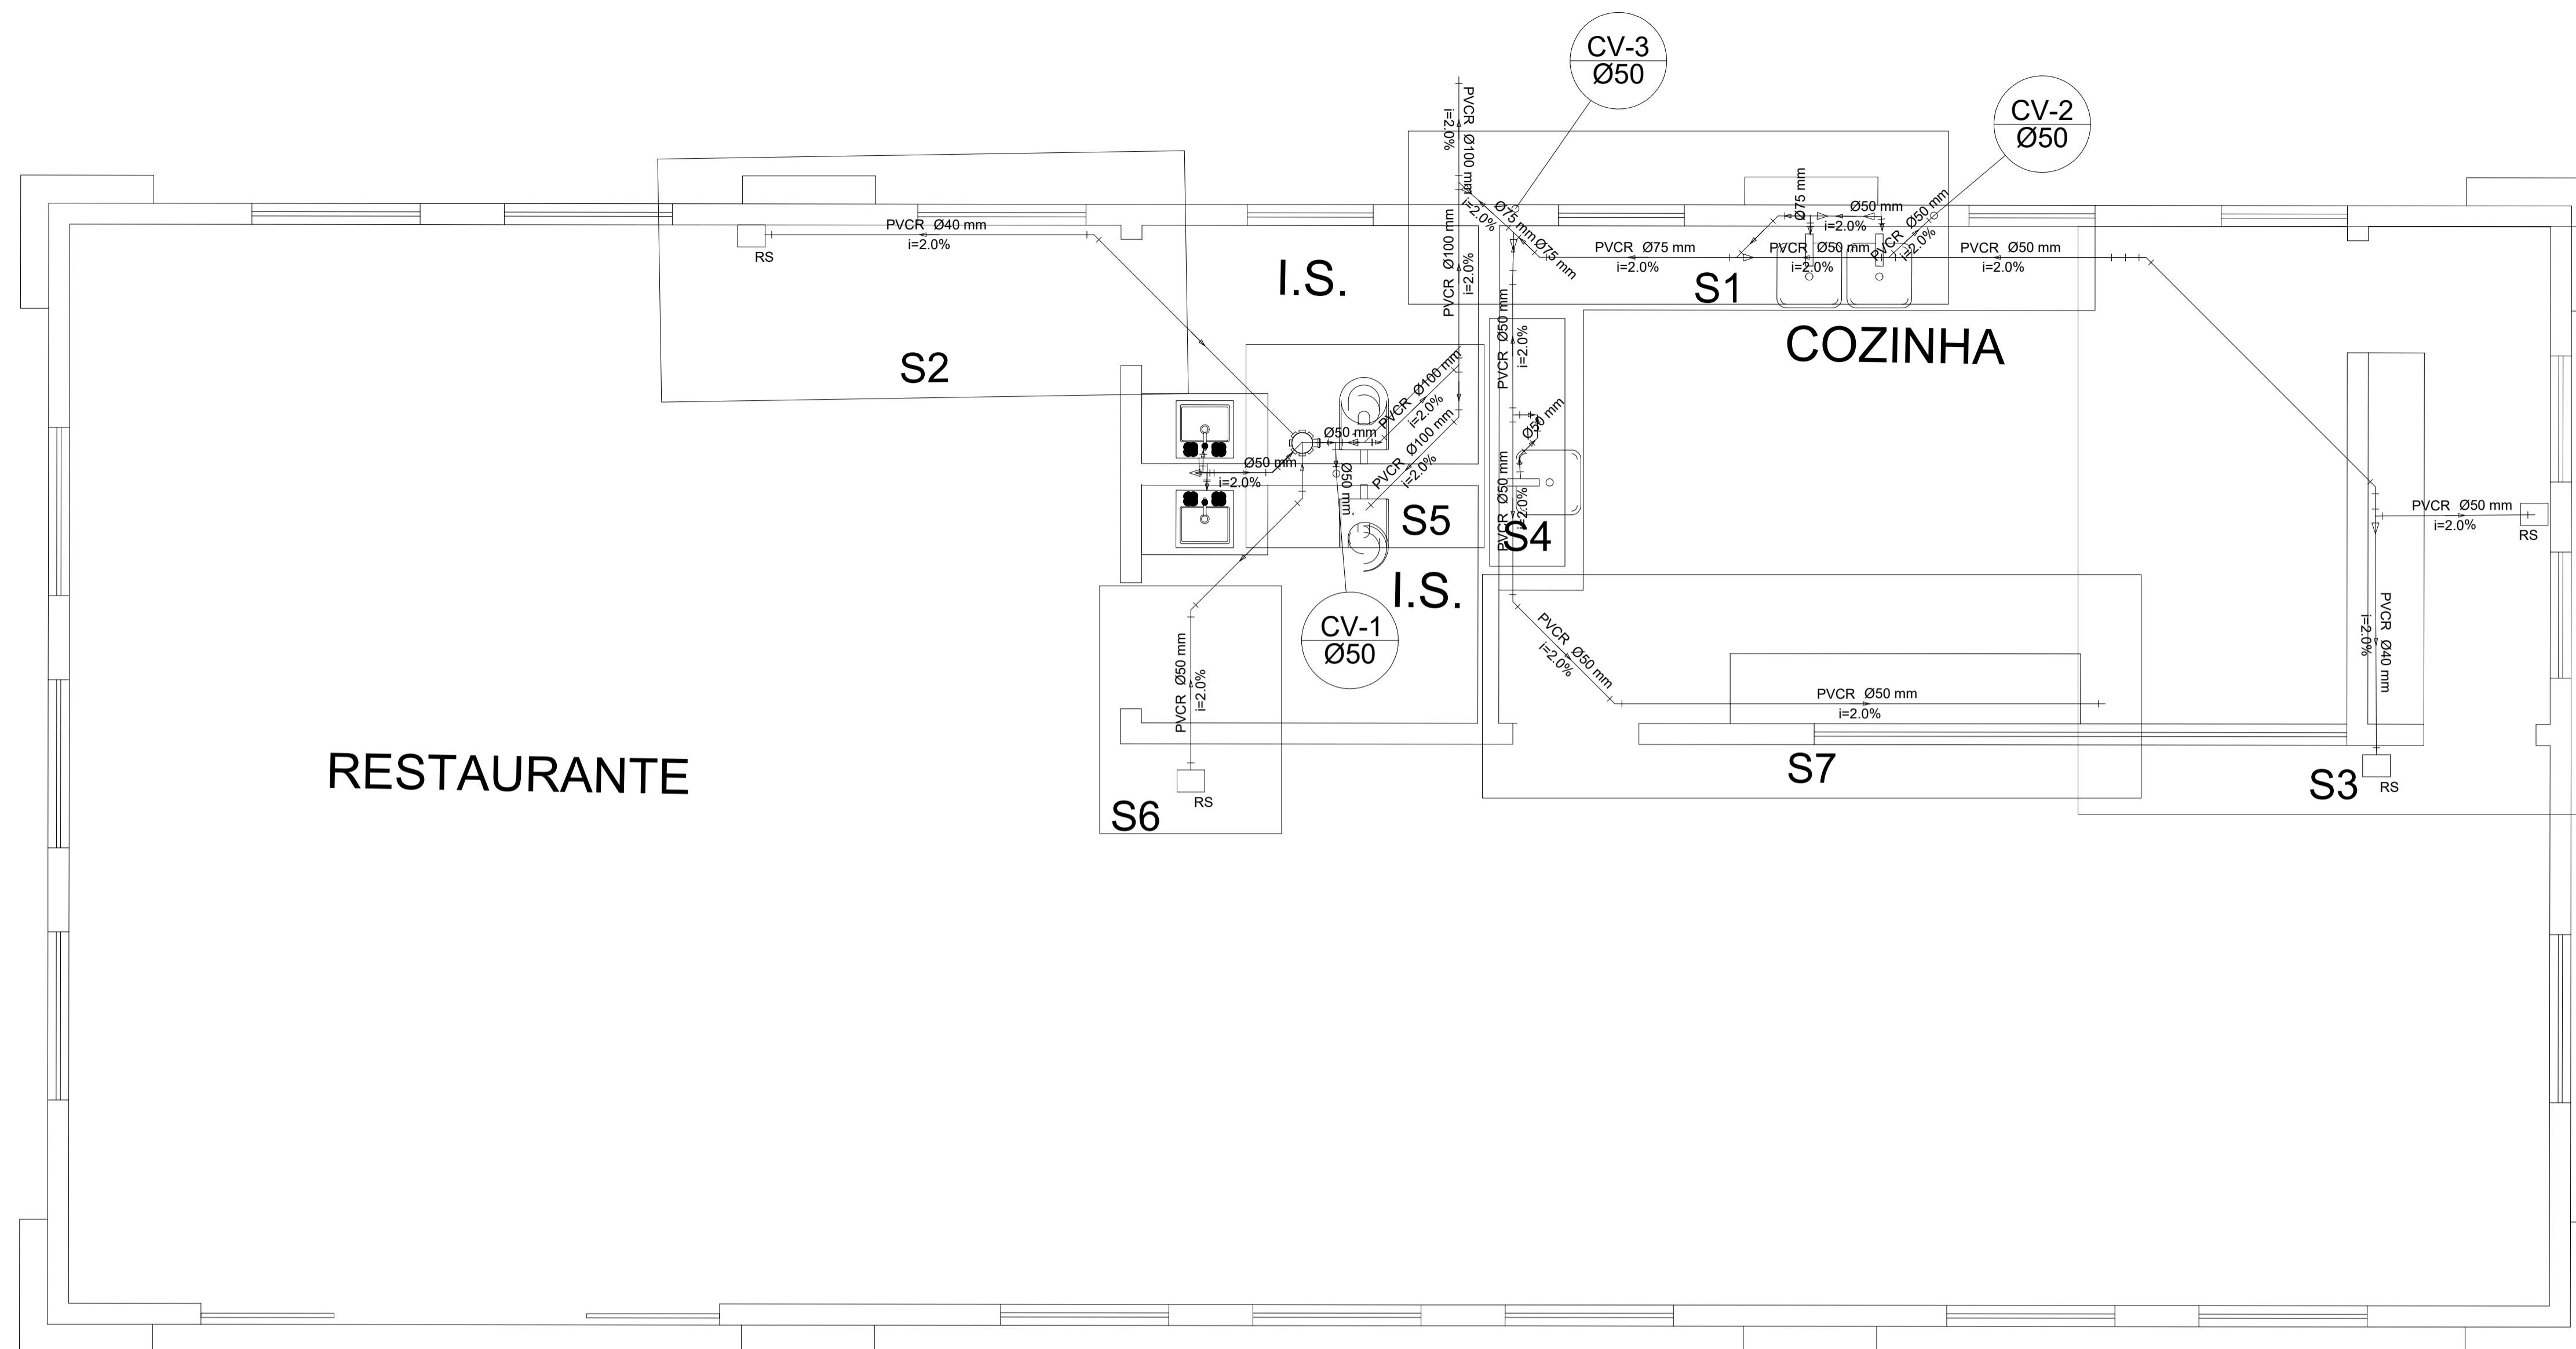 CV-3
Ø50
CV-2
Ø50
PVCR Ø100 mm
i=2.0%
PVCR Ø40 mm
i=2.0%
RS
I.S.
PVCR Ø100 mm
i=2.0%
Ø75 mm
i=2.0%
Ø75 mm
PVCR Ø75 mm
i=2.0%
Ø75 mm
Ø50 mm
i=2.0%
PVCR Ø50 mm
i=2.0%
PVCR Ø50 mm
i=2.0%
PVCR Ø50 mm
i=2.0%
S1
COZINHA
S2
PVCR Ø50 mm
i=2.0%
PVCR Ø100 mm
i=2.0%
Ø50 mm
PVCR Ø100 mm
i=2.0%
Ø50 mm
Ø50 mm
i=2.0%
Ø50 mm
PVCR Ø50 mm
i=2.0%
S5
S4
PVCR Ø50 mm
i=2.0%
RS
I.S.
CV-1
Ø50
PVCR Ø50 mm
i=2.0%
PVCR Ø50 mm
i=2.0%
PVCR Ø50 mm
i=2.0%
PVCR Ø40 mm
i=2.0%
RESTAURANTE
S7
S3
RS
S6
RS